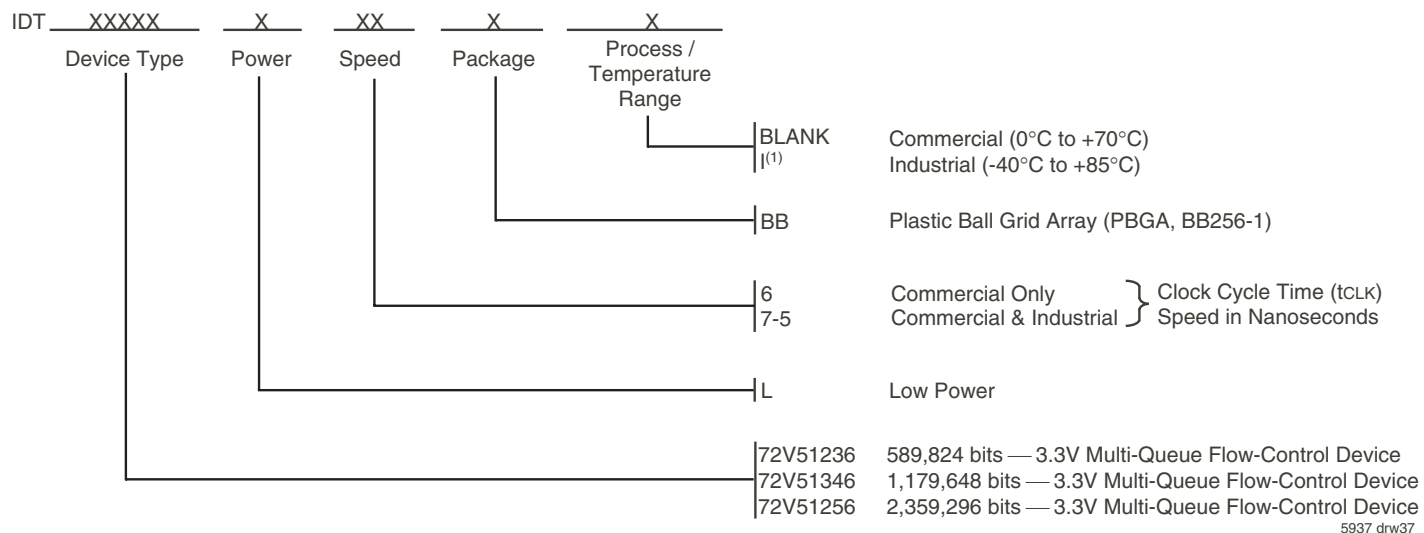 IDT XXXXX X XX X X
Device Type Power Speed Package Process /
Temperature
Range
BLANK Commercial (0°C to +70°C)
I(1) Industrial (-40°C to +85°C)
BB Plastic Ball Grid Array (PBGA, BB256-1)
6 Commercial Only } Clock Cycle Time (tCLK)
7-5 Commercial & Industrial Speed in Nanoseconds
L Low Power
72V51236 589,824 bits — 3.3V Multi-Queue Flow-Control Device
72V51346 1,179,648 bits — 3.3V Multi-Queue Flow-Control Device
72V51256 2,359,296 bits — 3.3V Multi-Queue Flow-Control Device
5937 drw37